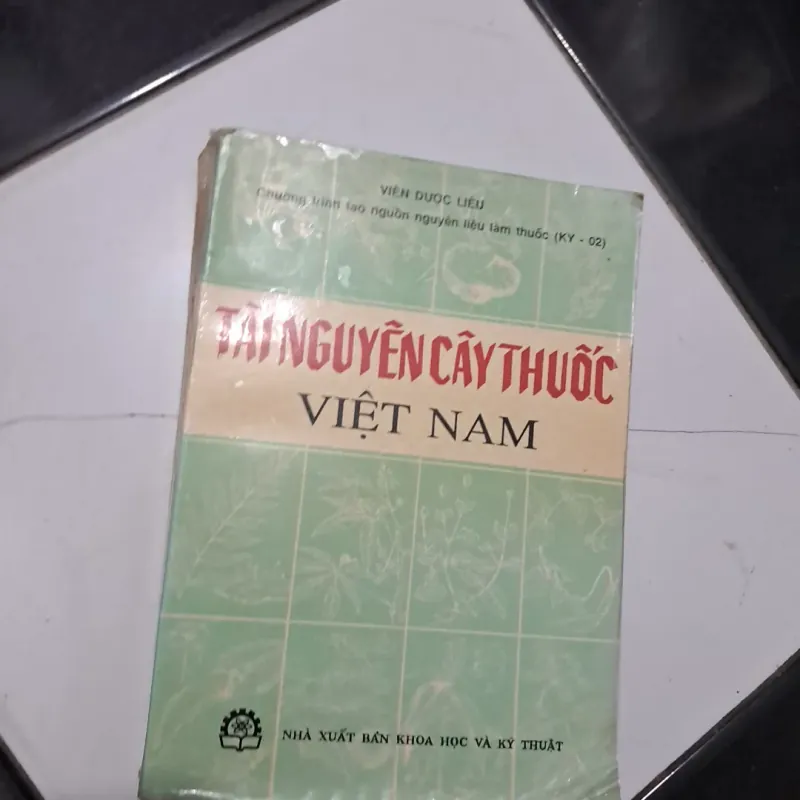 VIỆN DƯỢC LIỆU
Chương trình tạo nguồn nguyên liệu làm thuốc (KY - 02)
TÀI NGUYÊN CÂY THUỐC
VIỆT NAM
NHÀ XUẤT BẢN KHOA HỌC VÀ KỸ THUẬT